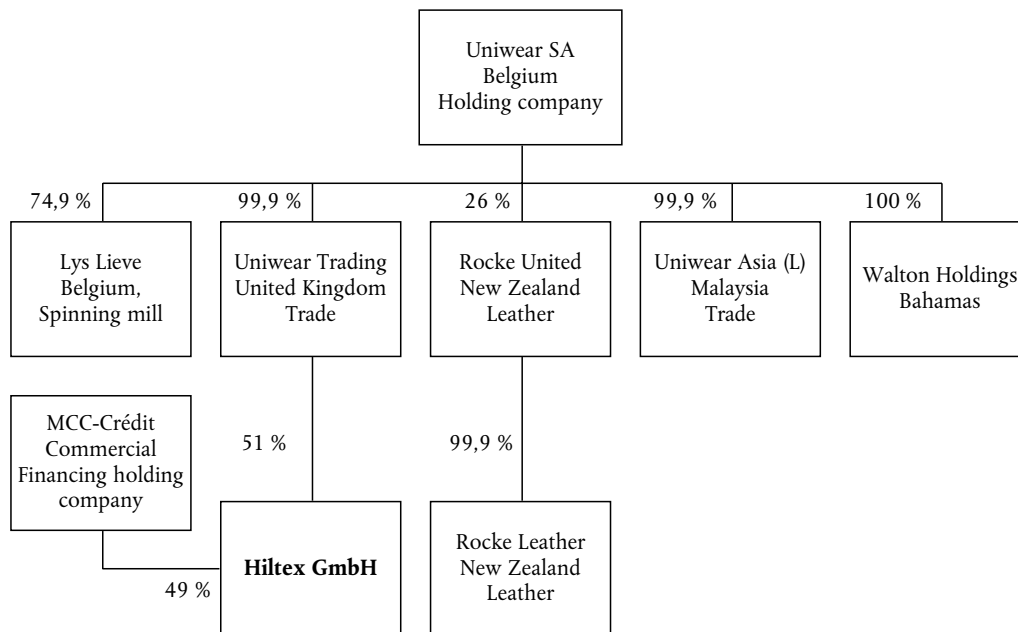 Uniwear SA
Belgium
Holding company
74,9 %
99,9 %
26 %
99,9 %
100 %
Lys Lieve
Belgium,
Spinning mill
Uniwear Trading
United Kingdom
Trade
Rocke United
New Zealand
Leather
Uniwear Asia (L)
Malaysia
Trade
Walton Holdings
Bahamas
MCC-Crédit
Commercial
Financing holding
company
51 %
99,9 %
49 %
Hiltex GmbH
Rocke Leather
New Zealand
Leather